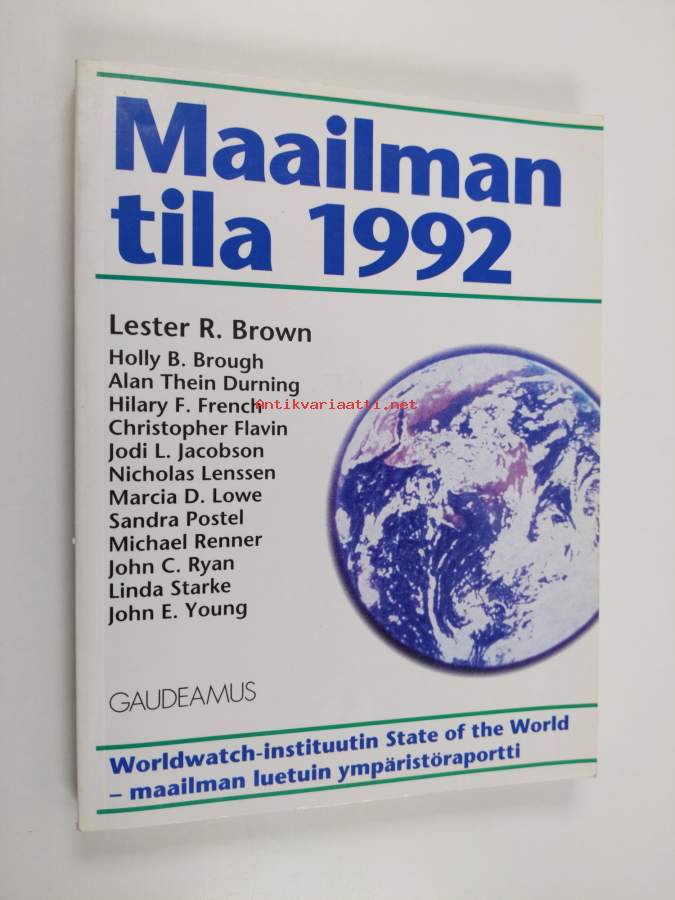 Maailman
tila 1992
Lester R. Brown
Holly B. Brough
Alan Thein Durning
Hilary F. French
Antikvariaatti.net
Christopher Flavin
Jodi L. Jacobson
Nicholas Lenssen
Marcia D. Lowe
Sandra Postel
Michael Renner
John C. Ryan
Linda Starke
John E. Young
GAUDEAMUS
Worldwatch-instituutin State of the World
– maailman luetuin ympäristöraportti